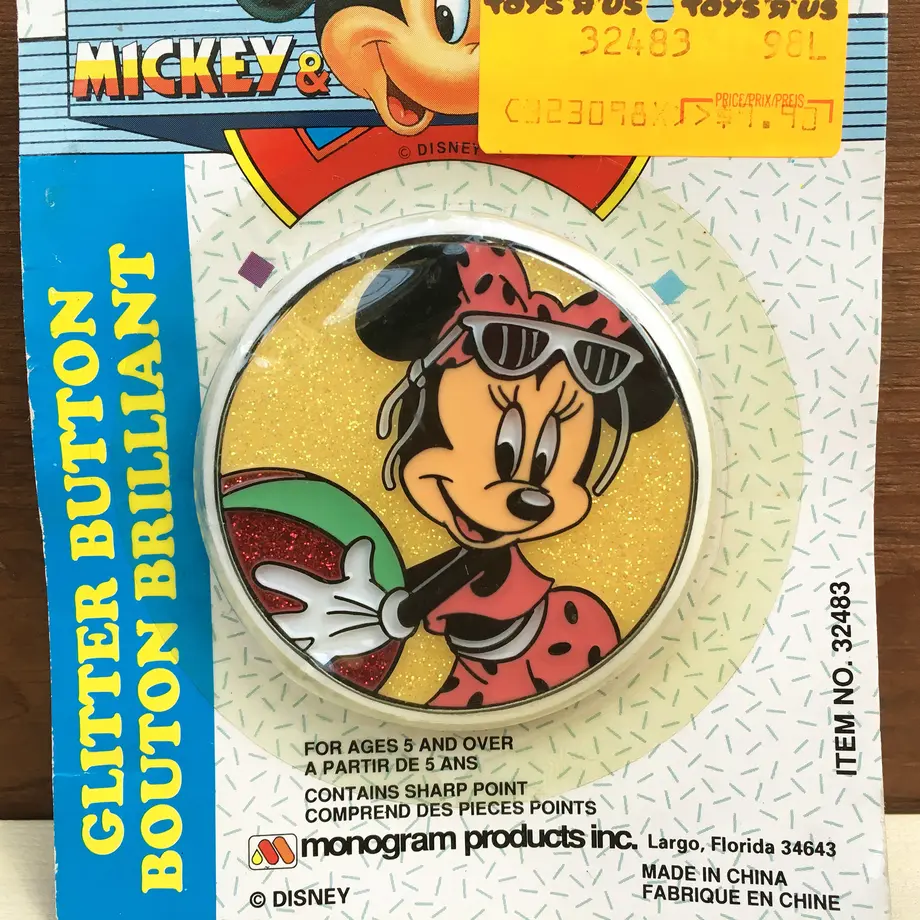 TOYS "Я" US TOYS "Я" US
32483 98L
PRICE/PRIX/PREIS
MICKEY &
© DISNEY
GLITTER BUTTON
BOUTON BRILLIANT
ITEM NO. 32483
FOR AGES 5 AND OVER
A PARTIR DE 5 ANS
CONTAINS SHARP POINT
COMPREND DES PIECES POINTS
monogram products inc. Largo, Florida 34643
MADE IN CHINA
© DISNEY
FABRIQUE EN CHINE